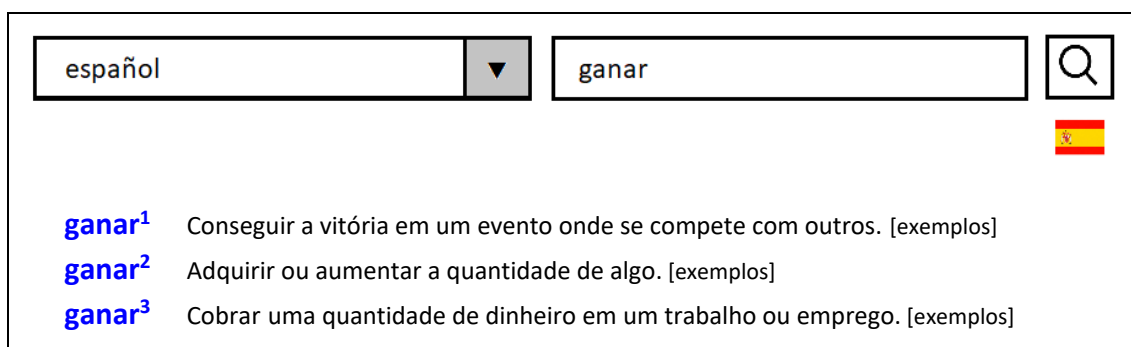 español ▼ ganar
ganar¹ Conseguir a vitória em um evento onde se compete com outros. [exemplos]
ganar² Adquirir ou aumentar a quantidade de algo. [exemplos]
ganar³ Cobrar uma quantidade de dinheiro em um trabalho ou emprego. [exemplos]